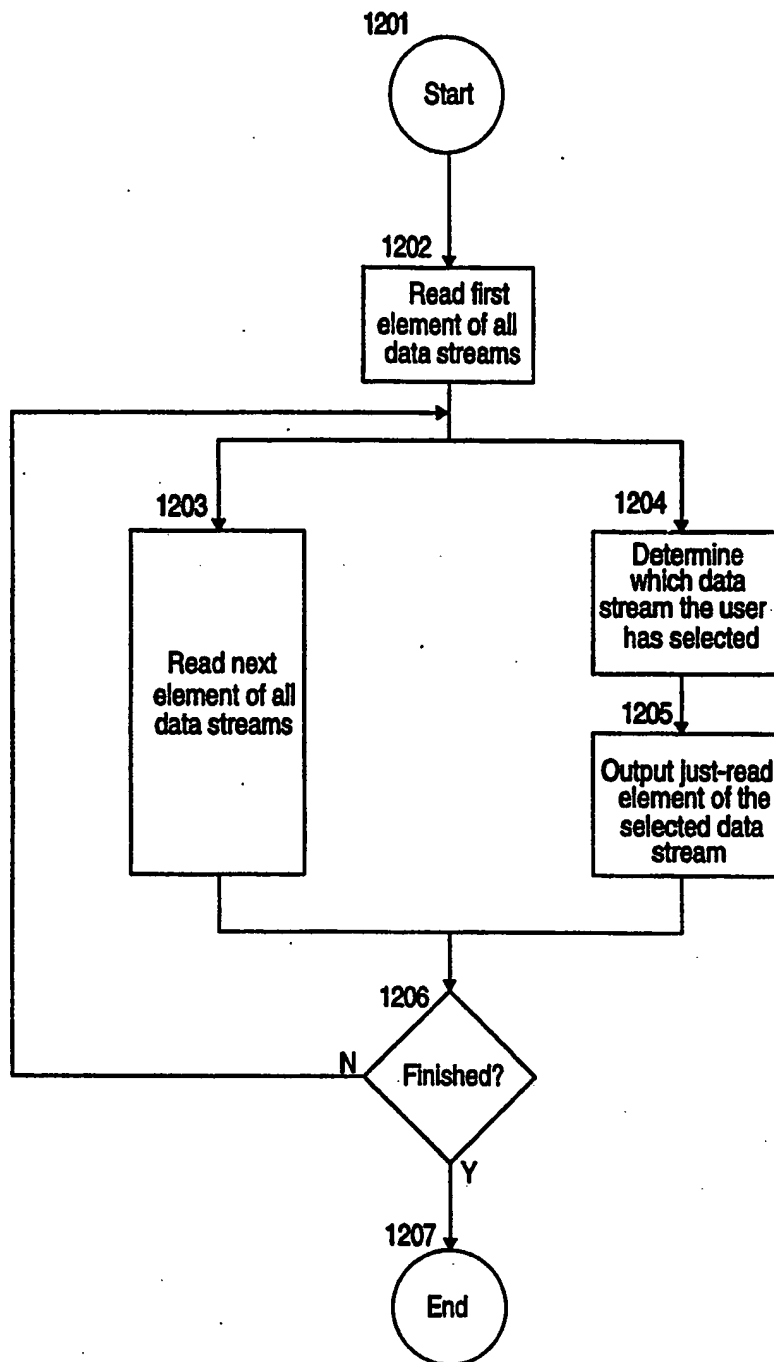 1201
Start
1202
Read first
element of all
data streams
1203
Read next
element of all
data streams
1204
Determine
which data
stream the user
has selected
1205
Output just-read
element of the
selected data
stream
1206
Finished?
N
Y
1207
End